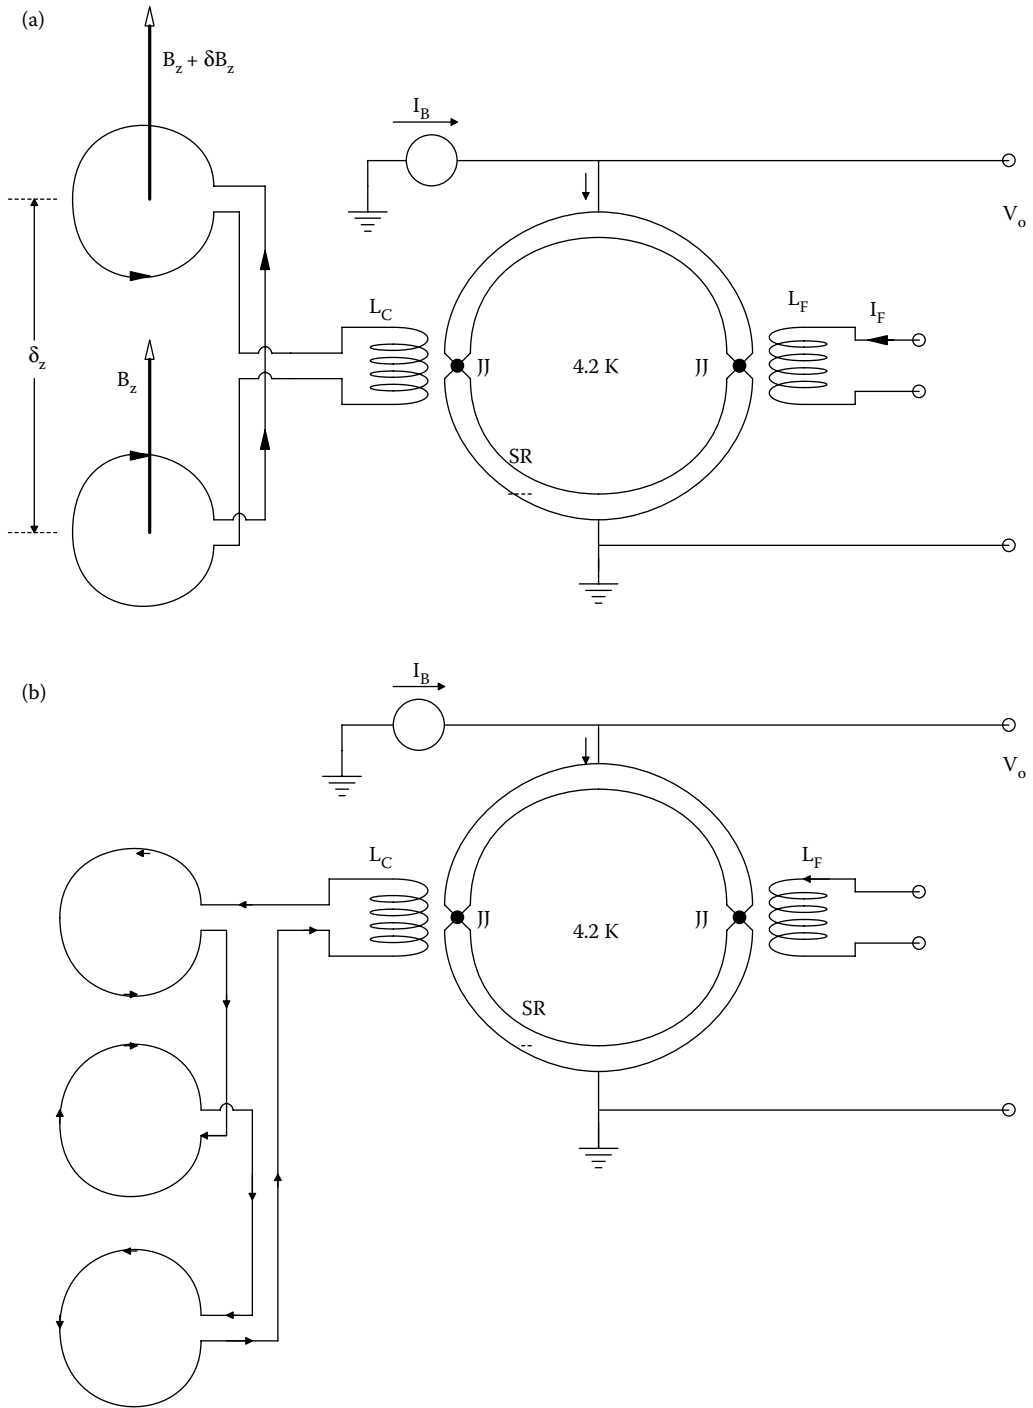 (a)
B_z + δB_z
I_B
V_o
L_C
L_F
I_F
δ_z
B_z
JJ
4.2 K
JJ
SR
(b)
I_B
V_o
L_C
L_F
JJ
4.2 K
JJ
SR